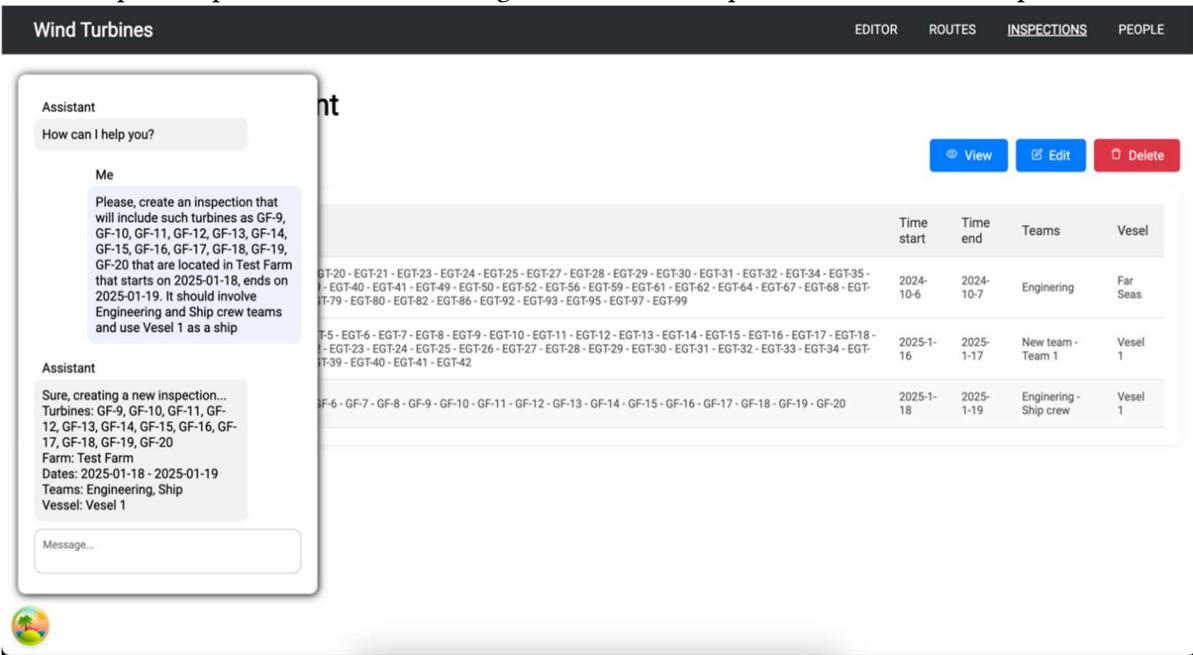 Wind Turbines
EDITOR ROUTES INSPECTIONS PEOPLE
nt
View Edit Delete
Assistant
How can I help you?
Me
Please, create an inspection that
will include such turbines as GF-9,
GF-10, GF-11, GF-12, GF-13, GF-14,
GF-15, GF-16, GF-17, GF-18, GF-19,
GF-20 that are located in Test Farm
that starts on 2025-01-18, ends on
2025-01-19. It should involve
Engineering and Ship crew teams
and use Vesel 1 as a ship
Assistant
Sure, creating a new inspection...
Turbines: GF-9, GF-10, GF-11, GF-
12, GF-13, GF-14, GF-15, GF-16, GF-
17, GF-18, GF-19, GF-20
Farm: Test Farm
Dates: 2025-01-18 - 2025-01-19
Teams: Engineering, Ship
Vessel: Vesel 1
Message...
Time start Time end Teams Vesel
GT-20 - EGT-21 - EGT-23 - EGT-24 - EGT-25 - EGT-27 - EGT-28 - EGT-29 - EGT-30 - EGT-31 - EGT-32 - EGT-34 - EGT-35 -
- EGT-40 - EGT-41 - EGT-49 - EGT-50 - EGT-52 - EGT-56 - EGT-59 - EGT-61 - EGT-62 - EGT-64 - EGT-67 - EGT-68 - EGT-
T-79 - EGT-80 - EGT-82 - EGT-86 - EGT-92 - EGT-93 - EGT-95 - EGT-97 - EGT-99
2024-10-6 2024-10-7 Enginering Far Seas
T-5 - EGT-6 - EGT-7 - EGT-8 - EGT-9 - EGT-10 - EGT-11 - EGT-12 - EGT-13 - EGT-14 - EGT-15 - EGT-16 - EGT-17 - EGT-18 -
- EGT-23 - EGT-24 - EGT-25 - EGT-26 - EGT-27 - EGT-28 - EGT-29 - EGT-30 - EGT-31 - EGT-32 - EGT-33 - EGT-34 - EGT-
T-39 - EGT-40 - EGT-41 - EGT-42
2025-1-16 2025-1-17 New team - Team 1 Vesel 1
F-6 - GF-7 - GF-8 - GF-9 - GF-10 - GF-11 - GF-12 - GF-13 - GF-14 - GF-15 - GF-16 - GF-17 - GF-18 - GF-19 - GF-20
2025-1-18 2025-1-19 Enginering - Ship crew Vesel 1